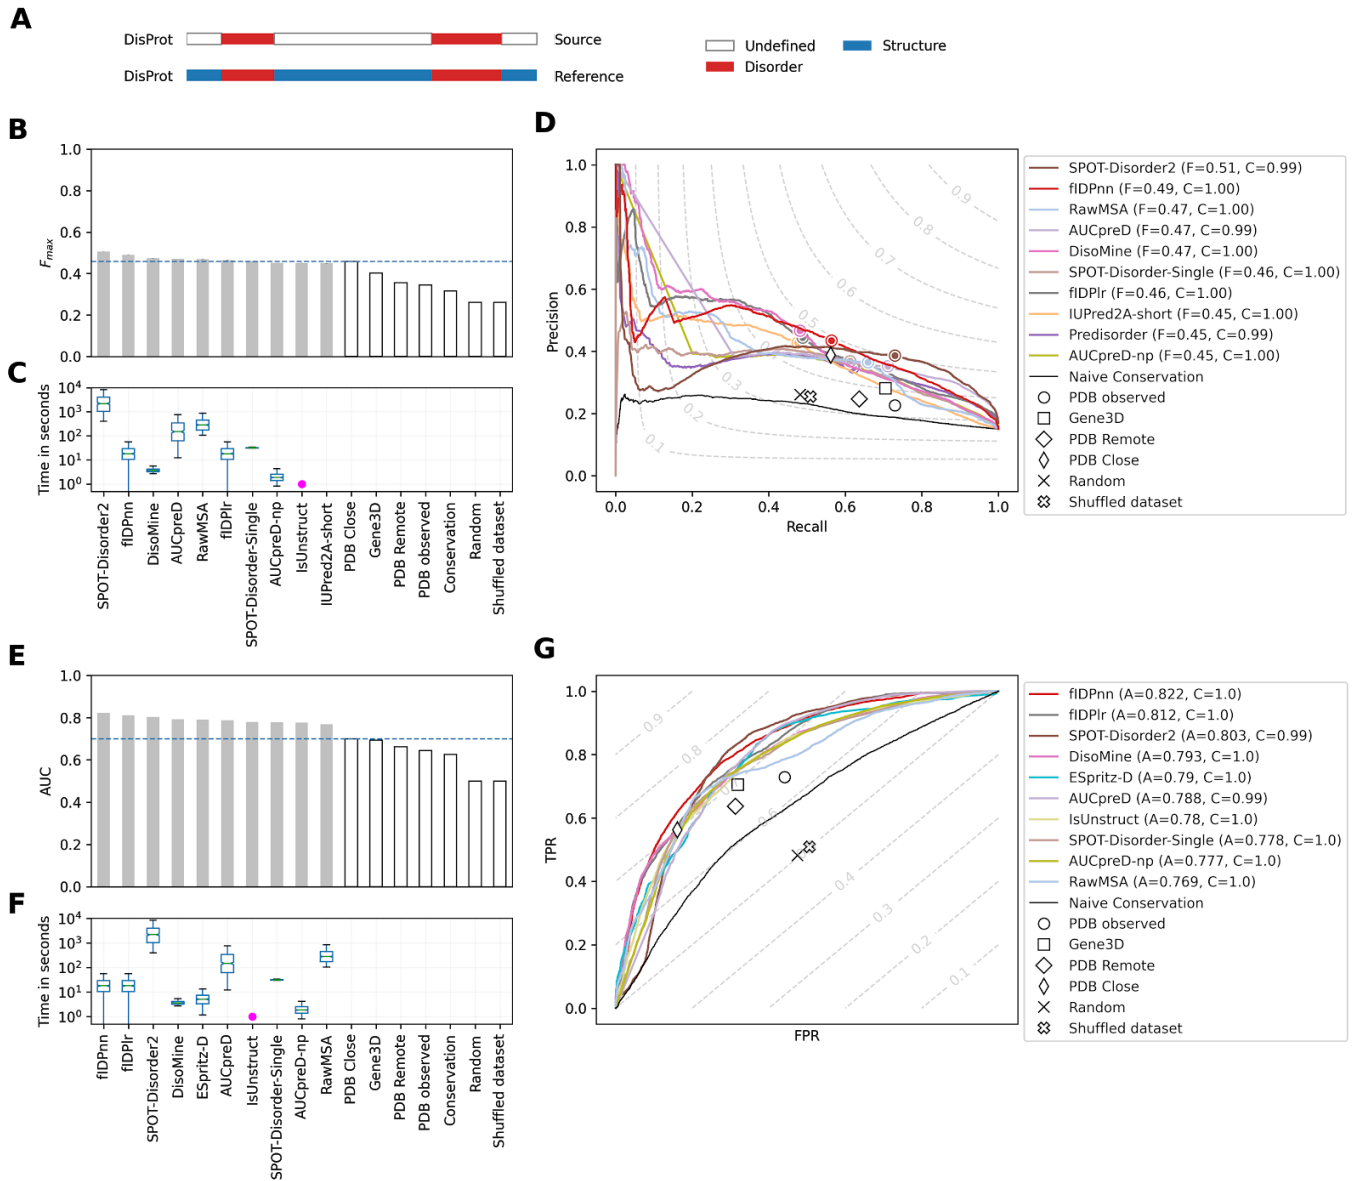 A
DisProt
Source
DisProt
Reference
Undefined
Structure
Disorder
B
1.0
0.8
0.6
0.4
0.2
0.0
Fmax
C
10^4
10^3
10^2
10^1
10^0
Time in seconds
SPOT-Disorder2
flDPnn
DisoMine
AUCpreD
RawMSA
flDPlr
SPOT-Disorder-Single
AUCpreD-np
IsUnstruct
IUPred2A-short
PDB Close
Gene3D
PDB Remote
PDB observed
Conservation
Random
Shuffled dataset
D
1.0
0.8
0.6
0.4
0.2
0.0
Precision
0.9
0.8
0.7
0.6
0.5
0.3
0.2
0.1
0.0 0.2 0.4 0.6 0.8 1.0
Recall
SPOT-Disorder2 (F=0.51, C=0.99)
flDPnn (F=0.49, C=1.00)
RawMSA (F=0.47, C=1.00)
AUCpreD (F=0.47, C=0.99)
DisoMine (F=0.47, C=1.00)
SPOT-Disorder-Single (F=0.46, C=1.00)
flDPlr (F=0.46, C=1.00)
IUPred2A-short (F=0.45, C=1.00)
Predisorder (F=0.45, C=0.99)
AUCpreD-np (F=0.45, C=1.00)
Naive Conservation
PDB observed
Gene3D
PDB Remote
PDB Close
Random
Shuffled dataset
E
1.0
0.8
0.6
0.4
0.2
0.0
AUC
F
10^4
10^3
10^2
10^1
10^0
Time in seconds
flDPnn
flDPlr
SPOT-Disorder2
DisoMine
ESpritz-D
AUCpreD
IsUnstruct
SPOT-Disorder-Single
AUCpreD-np
RawMSA
PDB Close
Gene3D
PDB Remote
PDB observed
Conservation
Random
Shuffled dataset
G
1.0
0.8
0.6
0.4
0.2
0.0
TPR
0.9
0.8
0.6
0.4
0.3
0.2
0.1
FPR
flDPnn (A=0.822, C=1.0)
flDPlr (A=0.812, C=1.0)
SPOT-Disorder2 (A=0.803, C=0.99)
DisoMine (A=0.793, C=1.0)
ESpritz-D (A=0.79, C=1.0)
AUCpreD (A=0.788, C=0.99)
IsUnstruct (A=0.78, C=1.0)
SPOT-Disorder-Single (A=0.778, C=1.0)
AUCpreD-np (A=0.777, C=1.0)
RawMSA (A=0.769, C=1.0)
Naive Conservation
PDB observed
Gene3D
PDB Remote
PDB Close
Random
Shuffled dataset